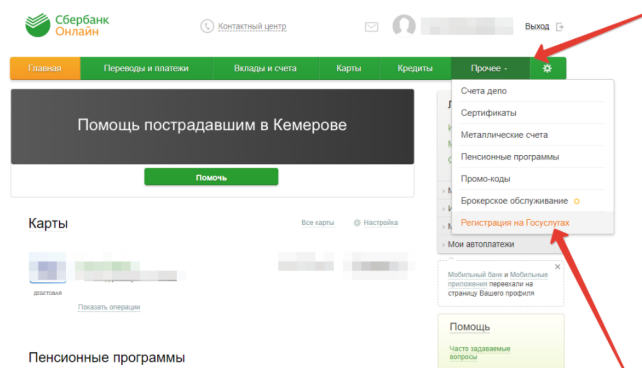 Сбербанк
Онлайн
Контактный центр
Выход
Главная
Переводы и платежи
Вклады и счета
Карты
Кредиты
Прочее
Счета депо
Сертификаты
Металлические счета
Пенсионные программы
Промо-коды
Брокерское обслуживание
Регистрация на Госуслугах
Помощь пострадавшим в Кемерове
Помочь
Карты
Все карты
Настройка
дебетовая
Показать операции
Пенсионные программы
Мои автоплатежи
Мобильный банк и Мобильные
приложения переехали на
страницу Вашего профиля
Помощь
Часто задаваемые
вопросы